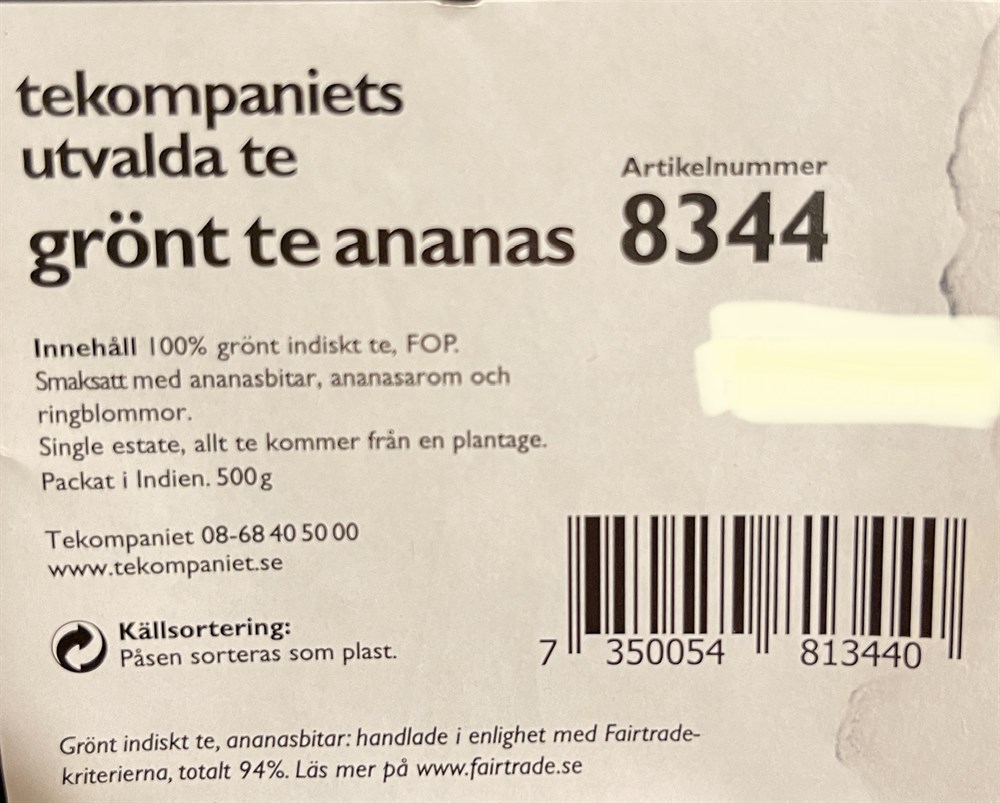 tekompaniets
utvalda te
grönt te ananas
Artikelnummer
8344
Innehåll 100% grönt indiskt te, FOP.
Smaksatt med ananasbitar, ananasarom och
ringblommor.
Single estate, allt te kommer från en plantage.
Packat i Indien. 500g
Tekompaniet 08-68 40 50 00
www.tekompaniet.se
Källsortering:
Påsen sorteras som plast.
7 350054 813440
Grönt indiskt te, ananasbitar: handlade i enlighet med Fairtrade-
kriterierna, totalt 94%. Läs mer på www.fairtrade.se